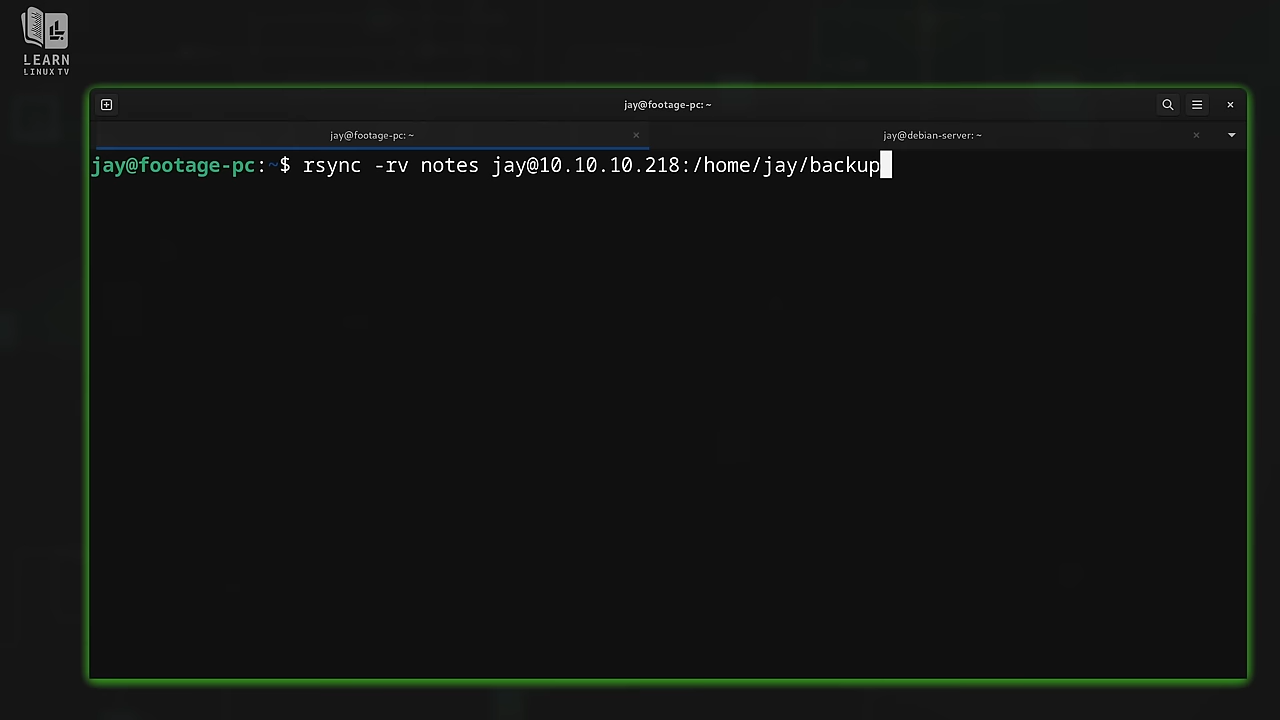 LEARN
LINUX TV
jay@footage-pc: ~
jay@footage-pc: ~
jay@debian-server: ~
jay@footage-pc:~$ rsync -rv notes jay@10.10.10.218:/home/jay/backup